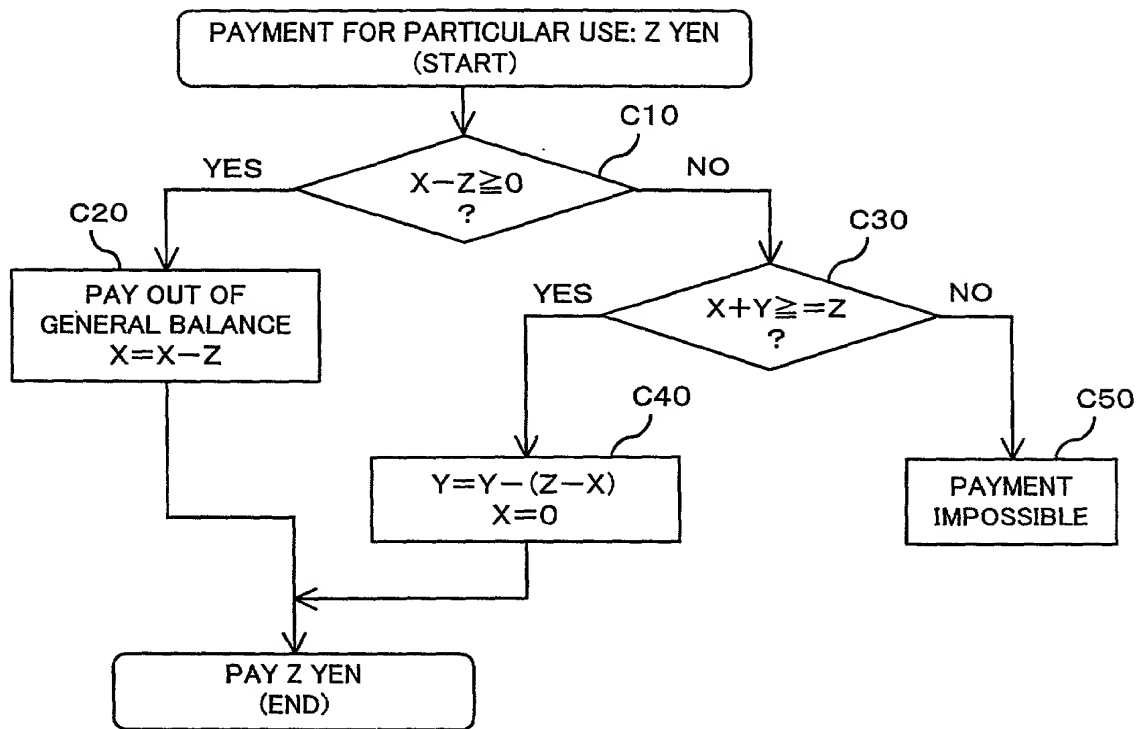 PAYMENT FOR PARTICULAR USE: Z YEN
(START)
C10
YES
NO
X−Z≧0
?
C20
C30
PAY OUT OF
GENERAL BALANCE
X=X−Z
YES
NO
X+Y≧=Z
?
C40
C50
Y=Y−(Z−X)
X=0
PAYMENT
IMPOSSIBLE
PAY Z YEN
(END)